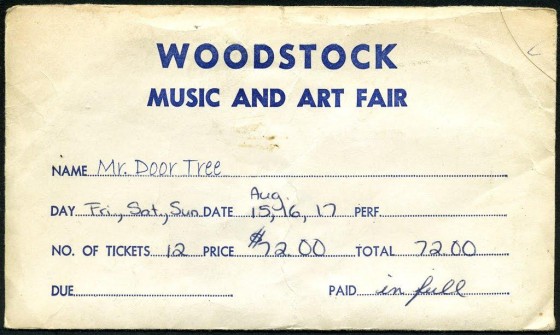 WOODSTOCK
MUSIC AND ART FAIR
NAME Mr. Door Tree
DAY Fri, Sat, Sun DATE Aug. 15, 16, 17 PERF.
NO. OF TICKETS 12 PRICE $72.00 TOTAL 72.00
DUE PAID in full